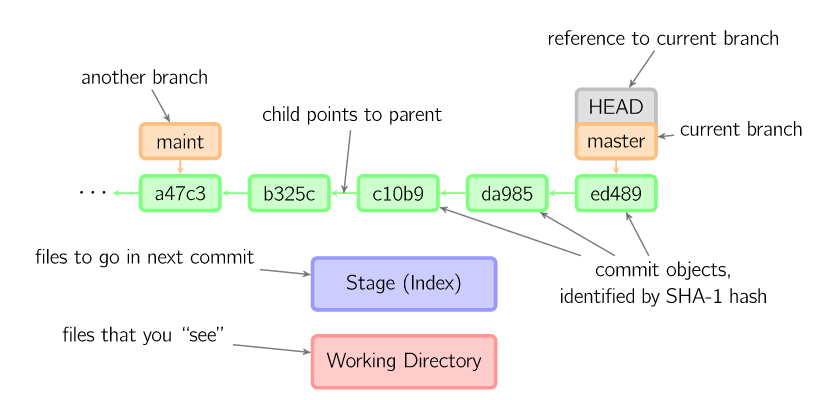 reference to current branch
another branch
HEAD
child points to parent
maint
master
current branch
··· a47c3 b325c c10b9 da985 ed489
files to go in next commit
Stage (Index)
commit objects,
identified by SHA-1 hash
files that you “see”
Working Directory